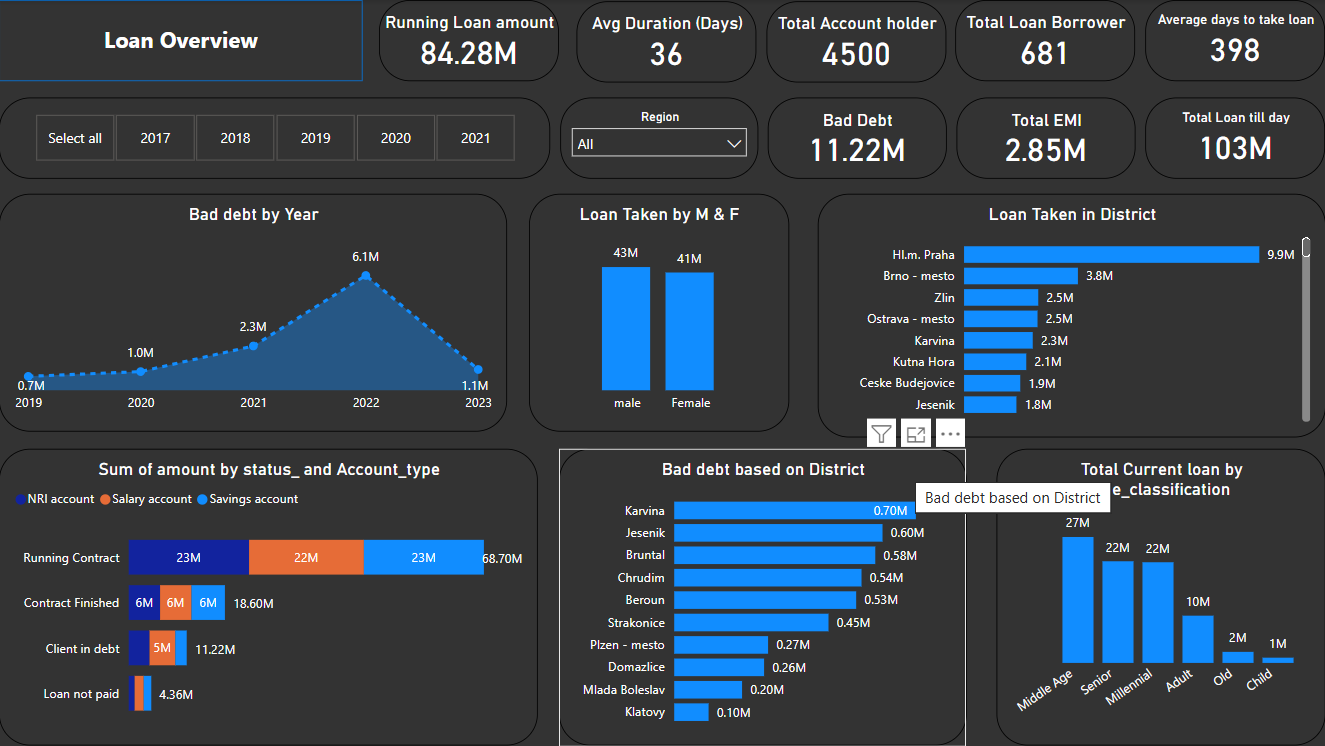 Loan Overview
Running Loan amount
84.28M
Avg Duration (Days)
36
Total Account holder
4500
Total Loan Borrower
681
Average days to take loan
398
Select all
2017
2018
2019
2020
2021
Region
All
Bad Debt
11.22M
Total EMI
2.85M
Total Loan till day
103M
Bad debt by Year
6.1M
2.3M
1.0M
0.7M
1.1M
2019
2020
2021
2022
2023
Loan Taken by M & F
43M
41M
male
Female
Loan Taken in District
Hl.m. Praha
9.9M
Brno - mesto
3.8M
Zlin
2.5M
Ostrava - mesto
2.5M
Karvina
2.3M
Kutna Hora
2.1M
Ceske Budejovice
1.9M
Jesenik
1.8M
Sum of amount by status_ and Account_type
NRI account
Salary account
Savings account
Running Contract
23M
22M
23M
68.70M
Contract Finished
6M
6M
6M
18.60M
Client in debt
5M
11.22M
Loan not paid
4.36M
Bad debt based on District
Karvina
0.70M
Jesenik
0.60M
Bruntal
0.58M
Chrudim
0.54M
Beroun
0.53M
Strakonice
0.45M
Plzen - mesto
0.27M
Domazlice
0.26M
Mlada Boleslav
0.20M
Klatovy
0.10M
Bad debt based on District
Total Current loan by
e_classification
27M
22M
22M
10M
2M
1M
Middle Age
Senior
Millennial
Adult
Old
Child